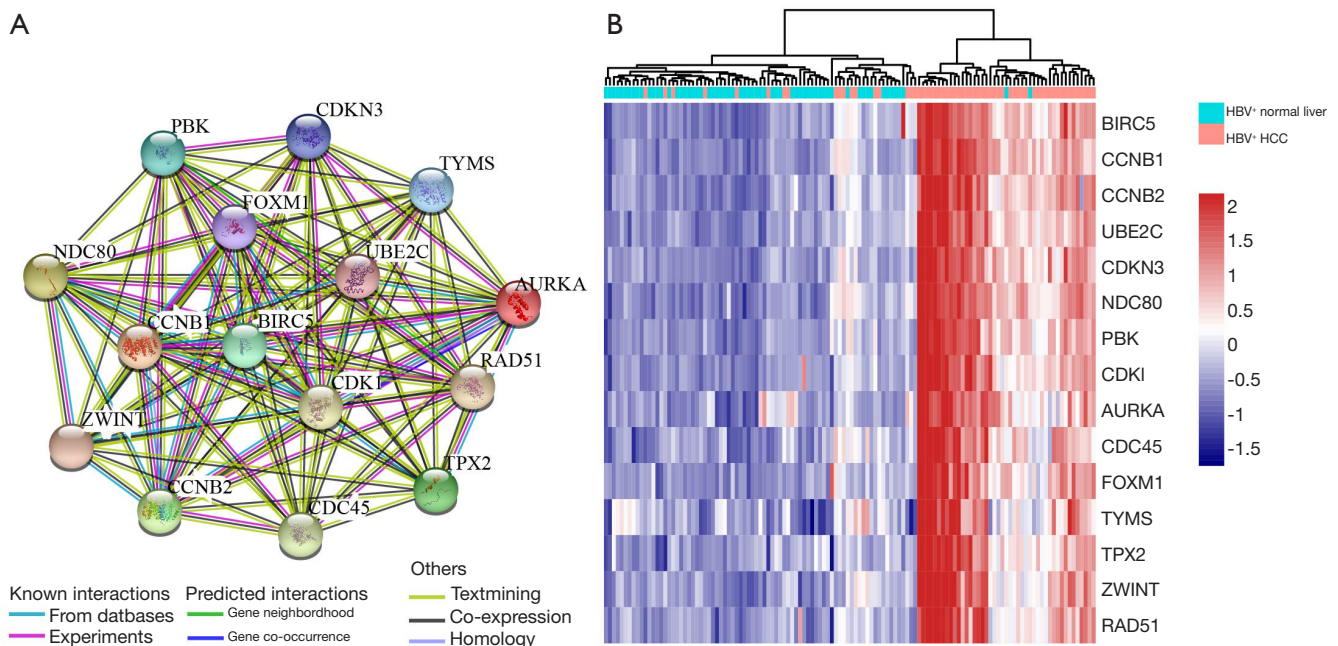 A
PBK
CDKN3
TYMS
FOXM1
NDC80
UBE2C
AURKA
CCNB1
BIRC5
RAD51
CDK1
ZWINT
TPX2
CCNB2
CDC45
Known interactions
From datbases
Experiments
Predicted interactions
Gene neighbordhood
Gene co-occurrence
Others
Textmining
Co-expression
Homology
B
BIRC5
CCNB1
CCNB2
UBE2C
CDKN3
NDC80
PBK
CDKI
AURKA
CDC45
FOXM1
TYMS
TPX2
ZWINT
RAD51
HBV⁺ normal liver
HBV⁺ HCC
2
1.5
1
0.5
0
-0.5
-1
-1.5